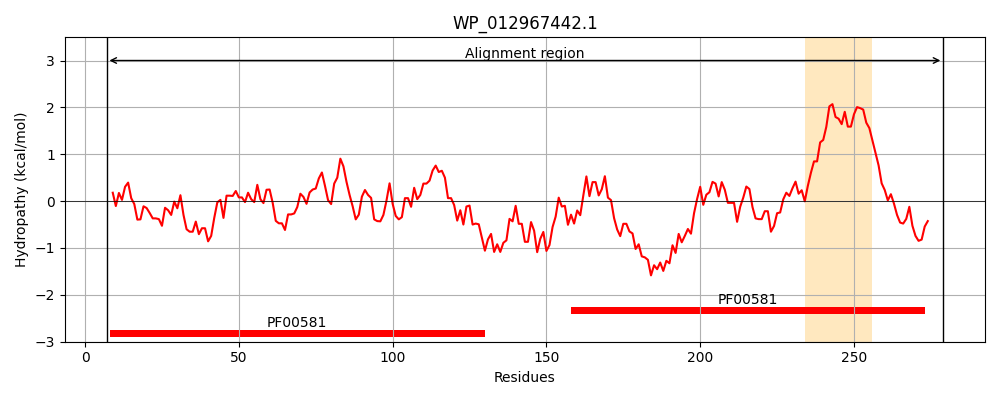 WP_012967442.1
Alignment region
Hydropathy (kcal/mol)
3
2
1
0
−1
−2
−3
PF00581
PF00581
0
50
100
150
200
250
Residues